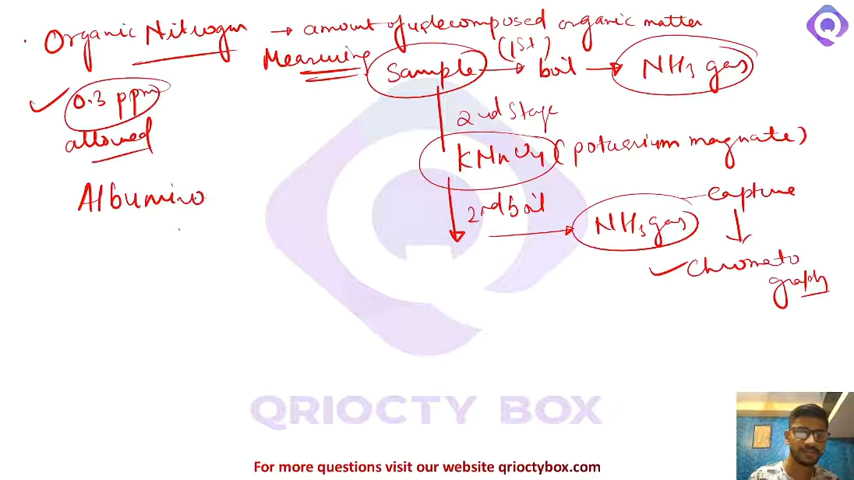 Organic Nitrogen → amount of undecomposed organic matter
Measuring Sample (1st) → boil → NH3 gas
0.3 ppm
allowed
2nd Stage
KMnO4 (potassium magnate)
Albumino
2nd boil
NH3 gas
capture
Chromato
graph
QRIOCTY BOX
For more questions visit our website qrioctybox.com